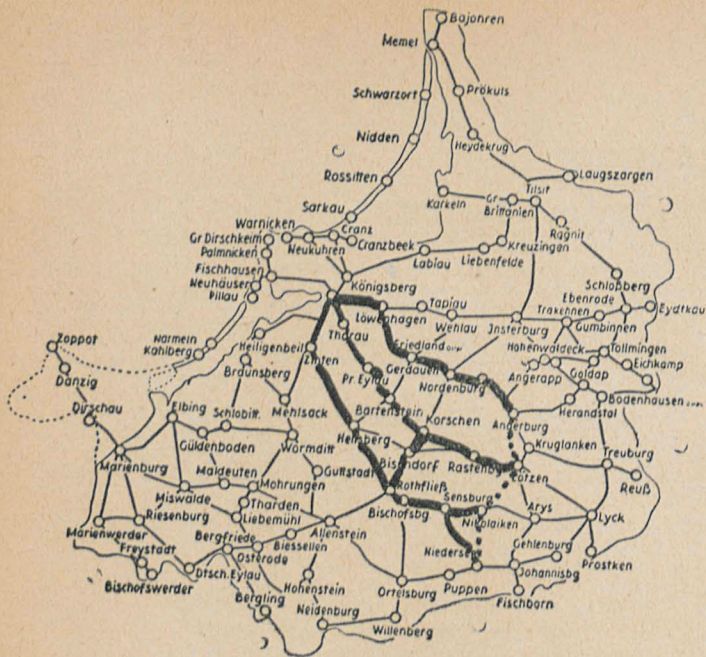 Bajohren
Memel
Schwarzort
Prökuls
Nidden
Heydekrug
Rossitten
Laugszargen
Sarkau
Karkeln
Gr
Brittanien
Tilsit
Ragnit
Warnicken
Cranz
Gr Dirschkeim
Neukuhren
Cranzbeek
Kreuzingen
Palmnicken
Labiau
Liebenfelde
Fischhausen
Neuhäuser
Pillau
Königsberg
Schloßberg
Ebenrode
Eydtkau
Löwenhagen
Tapiau
Wehlau
Insterburg
Trakehnen
Gumbinnen
Zoppot
Narmeln
Kahlberg
Heiligenbeil
Tharau
Friedland
Hohenwaldeck
Tollmingen
Zinten
Danzig
Braunsberg
Pr. Eylau
Gerdauen
Nordenburg
Angerapp
Goldap
Eichkamp
Dirschau
Elbing
Schlobitt.
Mehlsack
Bartenstein
Korschen
Angerburg
Herandstal
Bodenhausen
Güldenboden
Wormditt
Heilsberg
Marienburg
Maldeuten
Mohrungen
Guttstadt
Bischdorf
Rastenbg
Lötzen
Kruglanken
Treuburg
Reuß
Miswalde
Rothfließ
Tharden
Liebemühl
Bischofsbg
Sensburg
Nikolaiken
Arys
Lyck
Marienwerder
Riesenburg
Bergfriede
Allenstein
Freystadt
Osterode
Biessellen
Niedersee
Gehlenburg
Prostken
Bischofswerder
Dtsch. Eylau
Hohenstein
Ortelsburg
Puppen
Johannisbg
Fischborn
Bergling
Neidenburg
Willenberg